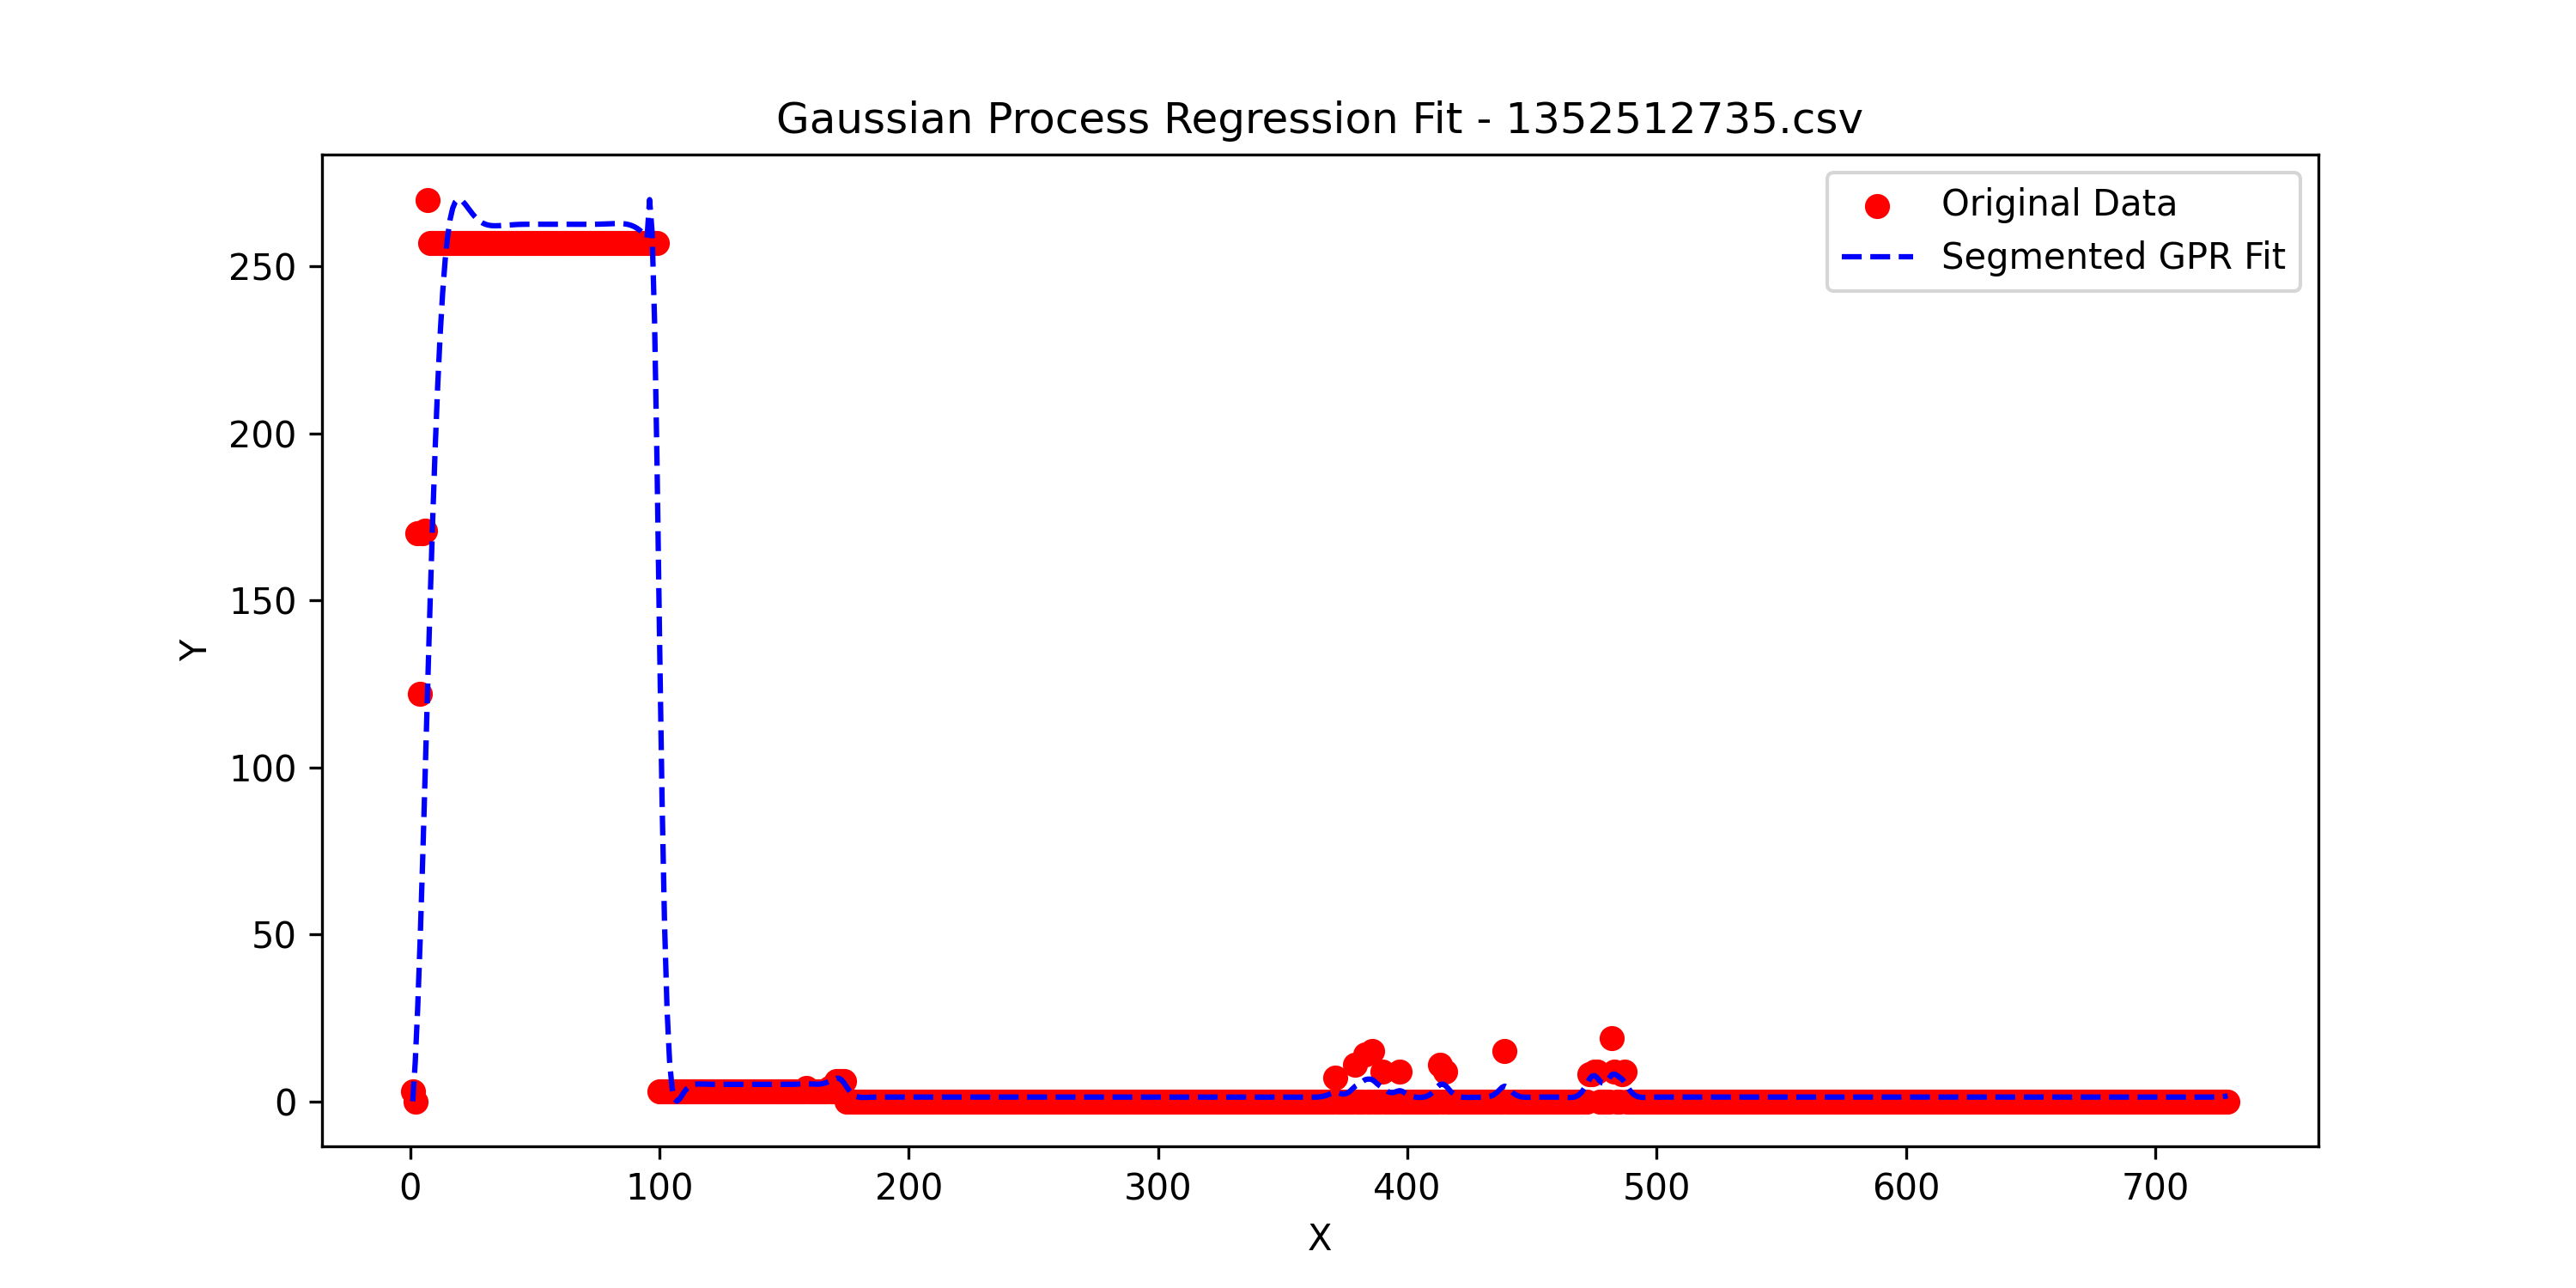 Gaussian Process Regression Fit - 1352512735.csv
Original Data
Segmented GPR Fit
250
200
150
100
50
0
Y
0 100 200 300 400 500 600 700
X